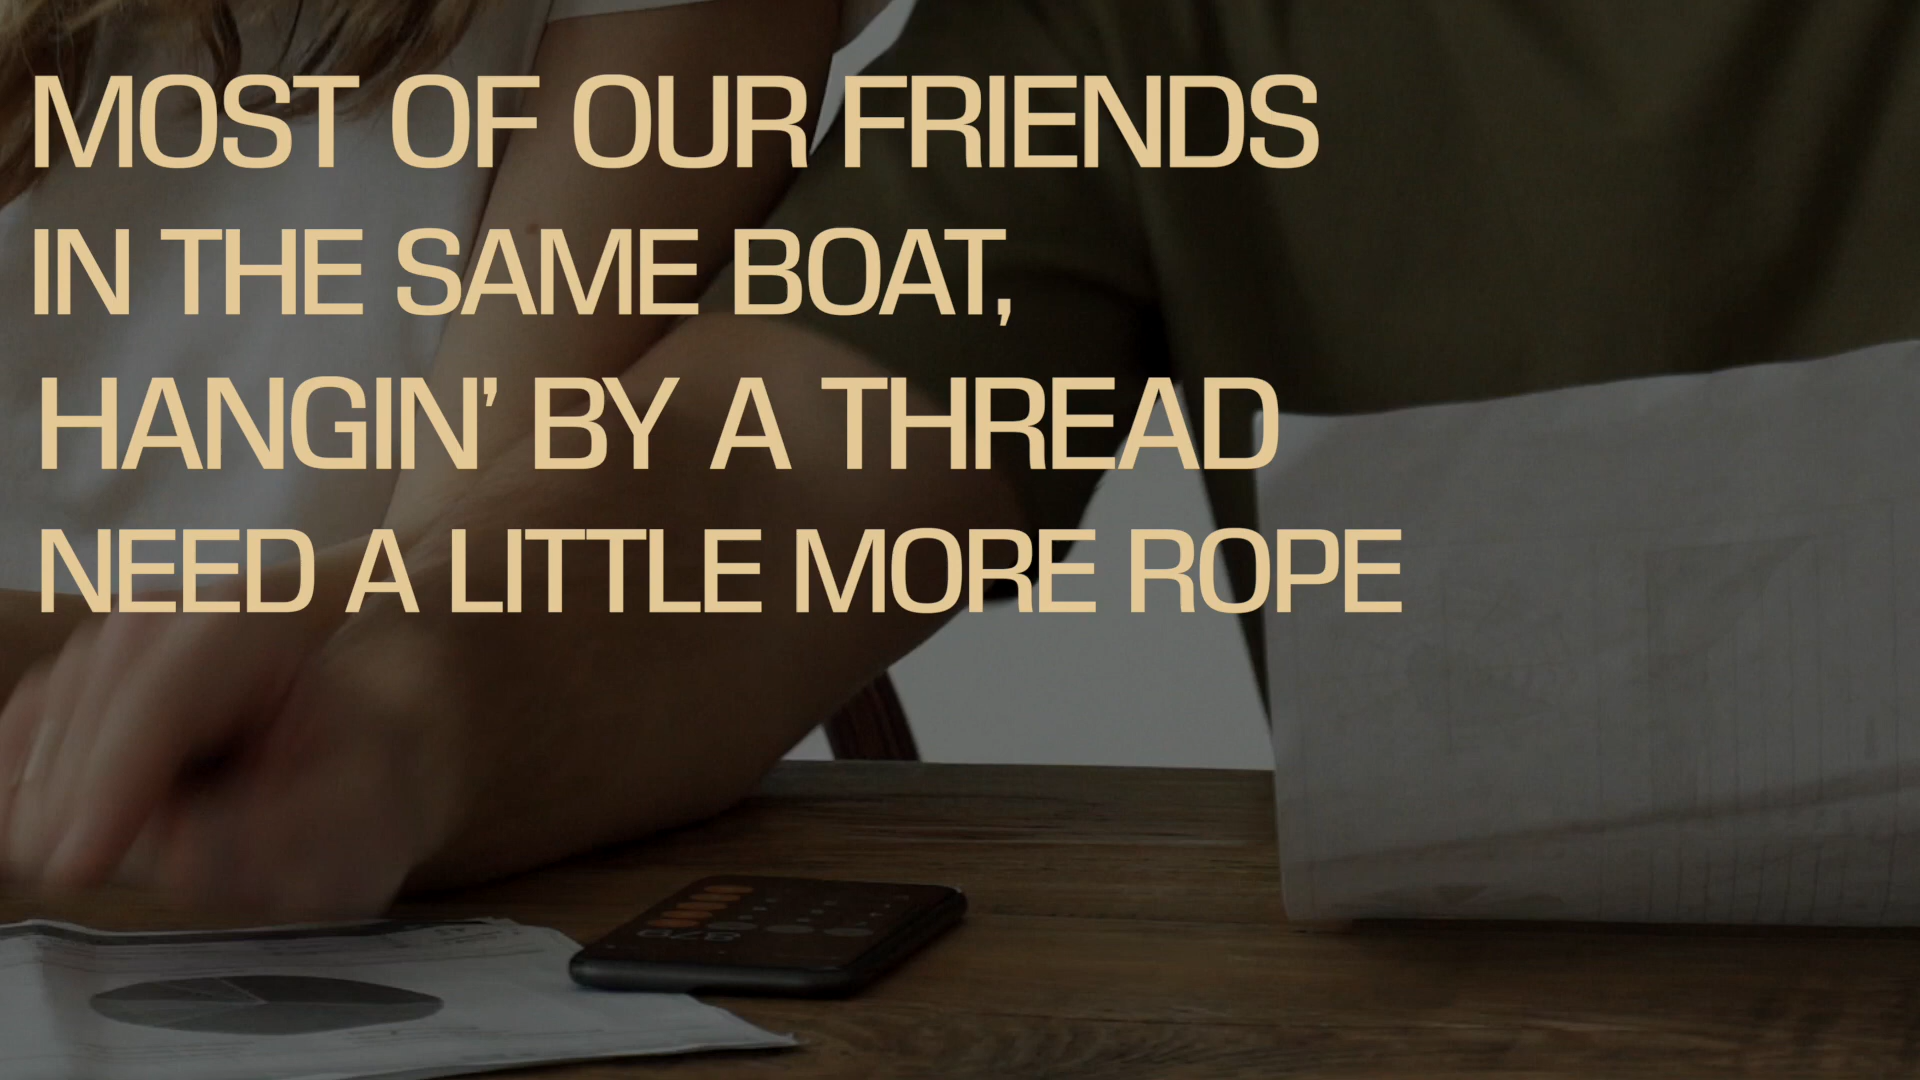 MOST OF OUR FRIENDS
IN THE SAME BOAT,
HANGIN’ BY A THREAD
NEED A LITTLE MORE ROPE